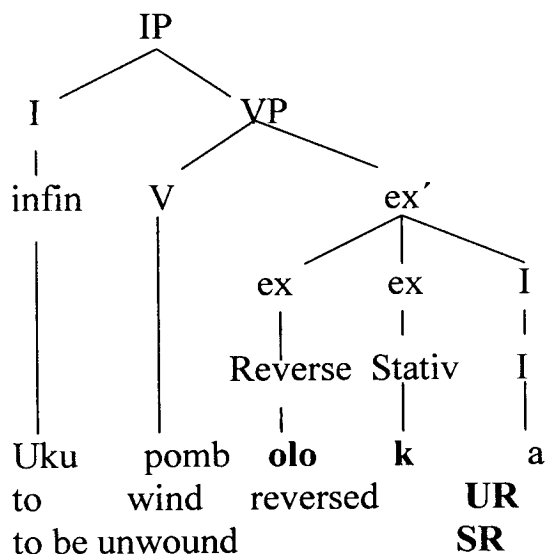 IP
I VP
infin V ex´
ex ex I
Reverse Stativ I
Uku pomb olo k a
to wind reversed UR
to be unwound SR